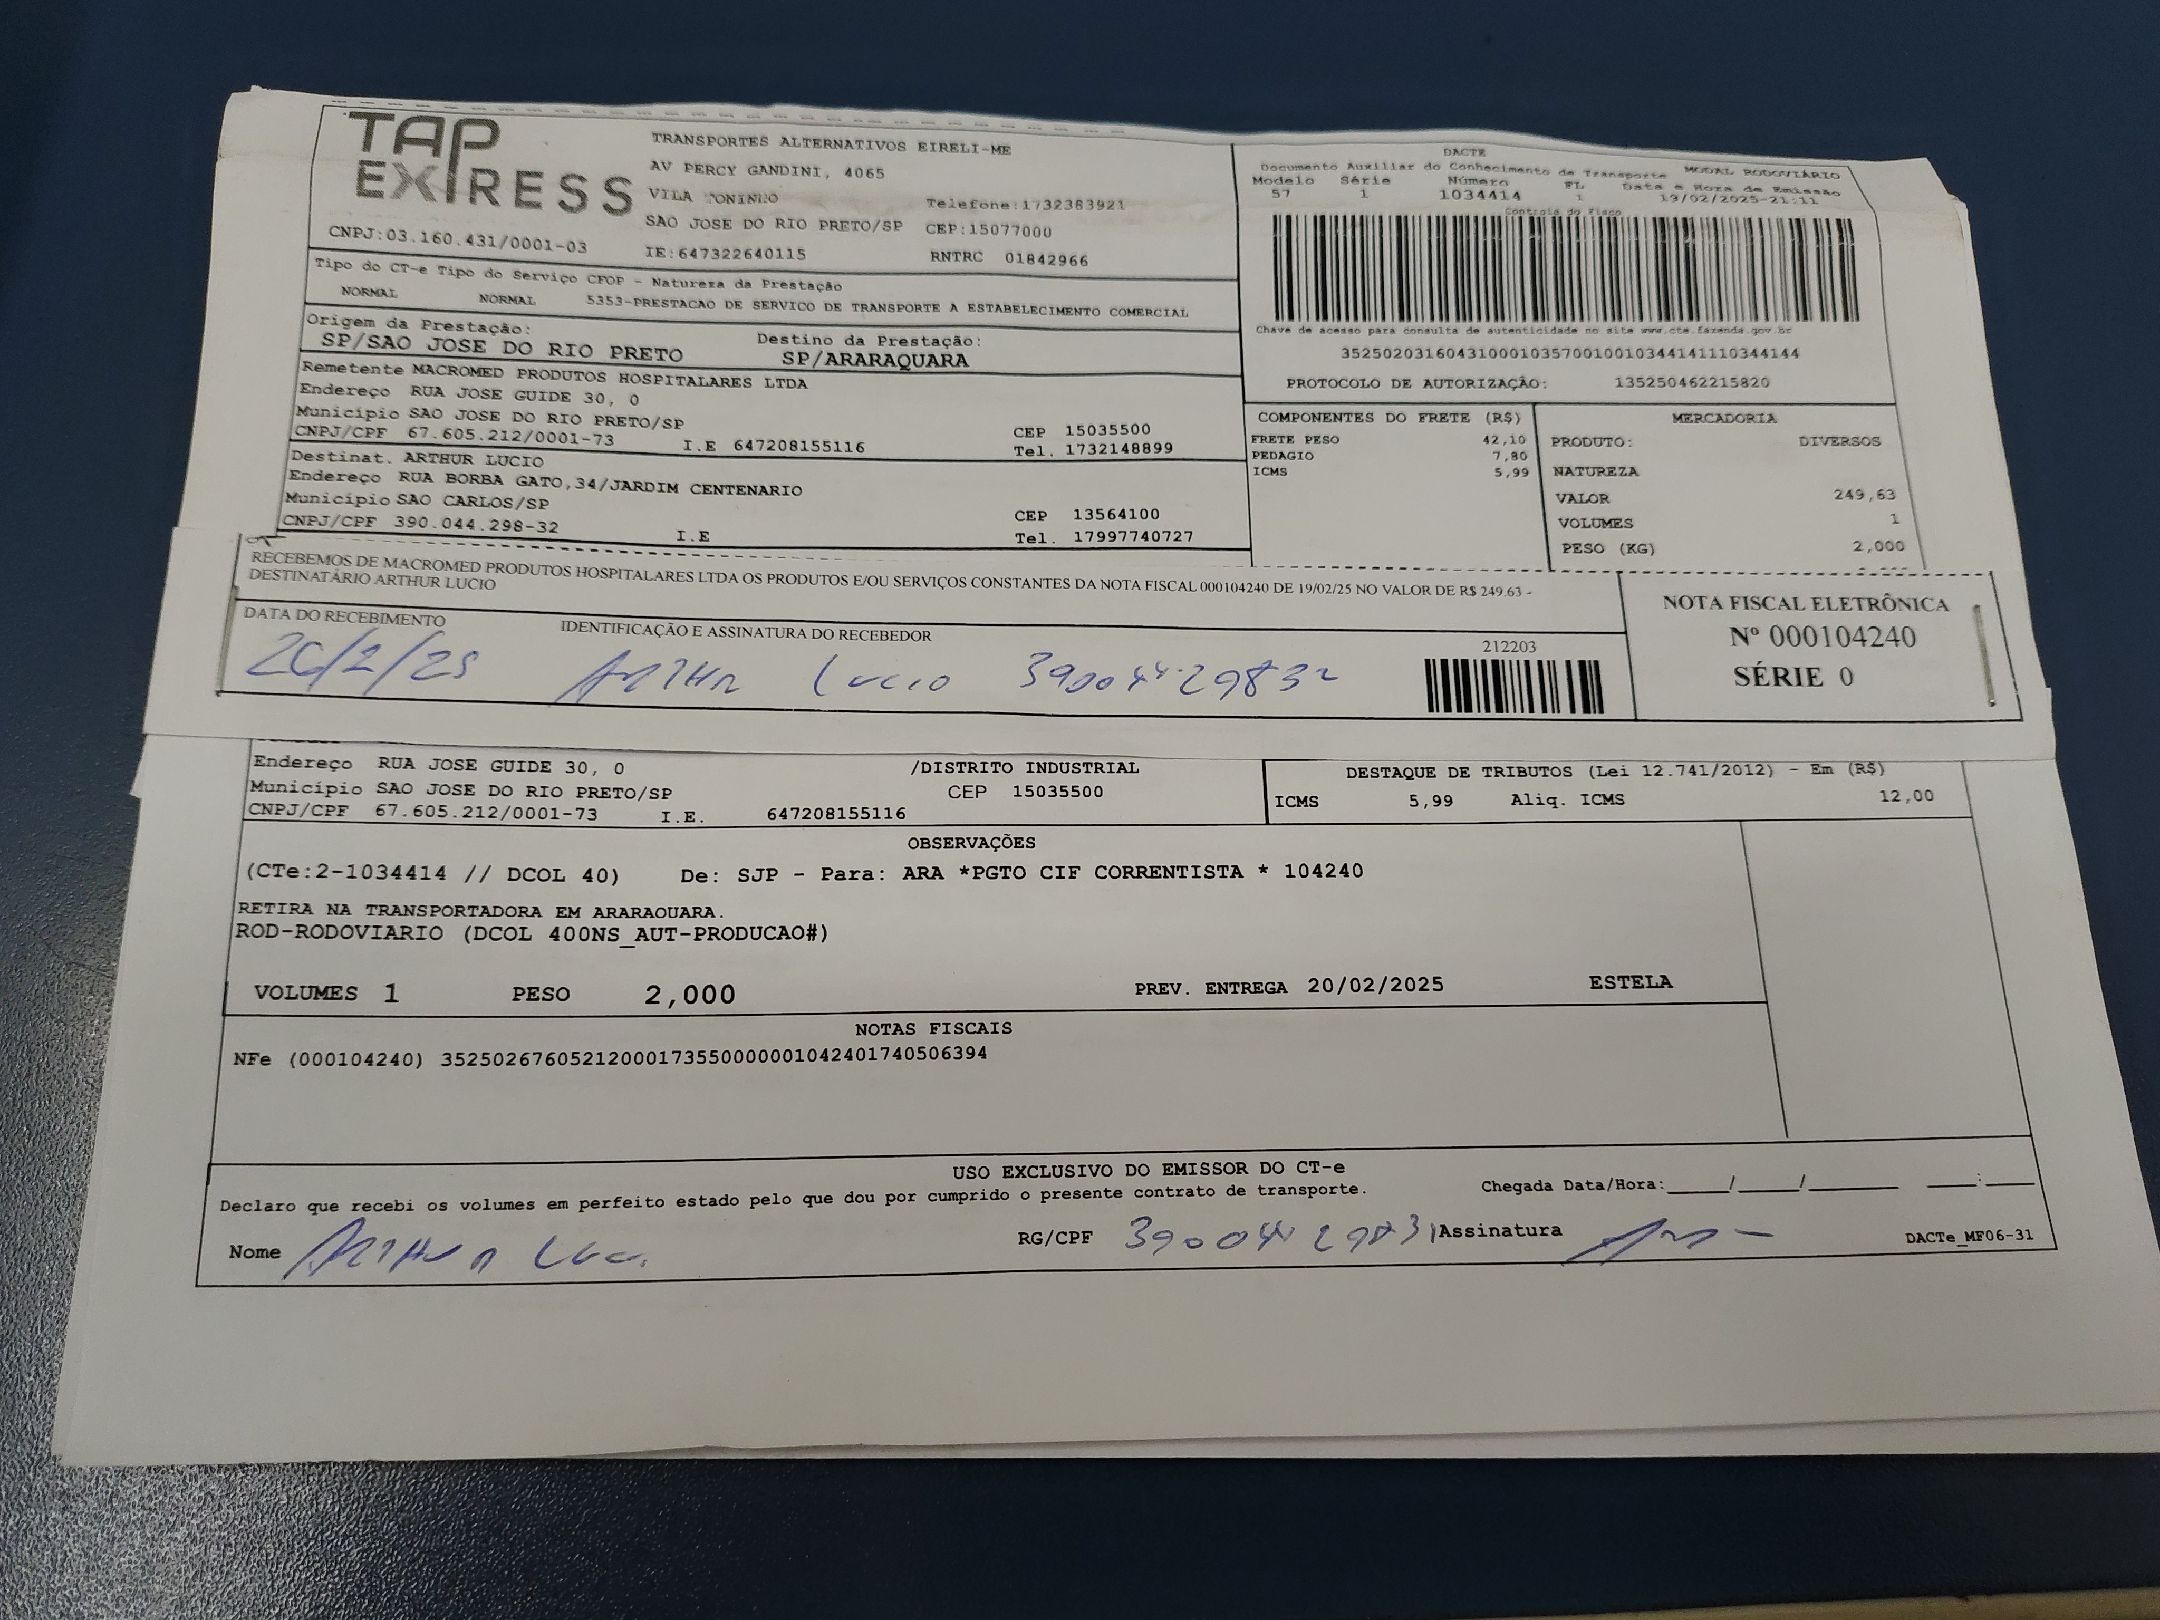 TAP EXPRESS
TRANSPORTES ALTERNATIVOS EIRELI-ME
AV PERCY GANDINI, 4065
VILA TONINHO
Telefone:1732363921
SAO JOSE DO RIO PRETO/SP CEP:15077000
CNPJ:03.160.431/0001-03 IE:647322640115 RNTRC 01842966
Tipo do CT-e Tipo do Serviço CFOP - Natureza da Prestação
NORMAL NORMAL 5353-PRESTACAO DE SERVICO DE TRANSPORTE A ESTABELECIMENTO COMERCIAL
Origem da Prestação: Destino da Prestação:
SP/SAO JOSE DO RIO PRETO SP/ARARAQUARA
Remetente MACROMED PRODUTOS HOSPITALARES LTDA
Endereço RUA JOSE GUIDE 30, 0
Município SAO JOSE DO RIO PRETO/SP CEP 15035500
CNPJ/CPF 67.605.212/0001-73 I.E 647208155116 Tel. 1732148899
Destinat. ARTHUR LUCIO
Endereço RUA BORBA GATO,34/JARDIM CENTENARIO
Município SAO CARLOS/SP CEP 13564100
CNPJ/CPF 390.044.298-32 I.E Tel. 17997740727
DACTE
Documento Auxiliar do Conhecimento de Transporte MODAL RODOVIÁRIO
Modelo Série Número FL Data e Hora de Emissão
57 1 1034414 1 19/02/2025-21:11
Controle do Fisco
Chave de acesso para consulta de autenticidade no site www.cte.fazenda.gov.br
35250203160431000103570010010344141110344144
PROTOCOLO DE AUTORIZAÇÃO: 135250462215820
COMPONENTES DO FRETE (R$)
FRETE PESO 42,10
PEDAGIO 7,80
ICMS 5,99
MERCADORIA
PRODUTO: DIVERSOS
NATUREZA
VALOR 249,63
VOLUMES 1
PESO (KG) 2,000
RECEBEMOS DE MACROMED PRODUTOS HOSPITALARES LTDA OS PRODUTOS E/OU SERVIÇOS CONSTANTES DA NOTA FISCAL 000104240 DE 19/02/25 NO VALOR DE R$ 249.63 -
DESTINATÁRIO ARTHUR LUCIO
DATA DO RECEBIMENTO IDENTIFICAÇÃO E ASSINATURA DO RECEBEDOR
26/2/25 Arthur Lucio 39004429832
212203
NOTA FISCAL ELETRÔNICA
Nº 000104240
SÉRIE 0
Endereço RUA JOSE GUIDE 30, 0 /DISTRITO INDUSTRIAL
Município SAO JOSE DO RIO PRETO/SP CEP 15035500
CNPJ/CPF 67.605.212/0001-73 I.E. 647208155116
DESTAQUE DE TRIBUTOS (Lei 12.741/2012) - Em (R$)
ICMS 5,99 Aliq. ICMS 12,00
OBSERVAÇÕES
(CTe:2-1034414 // DCOL 40) De: SJP - Para: ARA *PGTO CIF CORRENTISTA * 104240
RETIRA NA TRANSPORTADORA EM ARARAQUARA.
ROD-RODOVIARIO (DCOL 400NS_AUT-PRODUCAO#)
VOLUMES 1 PESO 2,000 PREV. ENTREGA 20/02/2025 ESTELA
NOTAS FISCAIS
NFe (000104240) 35250267605212000173550000001042401740506394
USO EXCLUSIVO DO EMISSOR DO CT-e
Declaro que recebi os volumes em perfeito estado pelo que dou por cumprido o presente contrato de transporte. Chegada Data/Hora:____/____/______ ___:___
Nome Arthur Lucio RG/CPF Assinatura DACTe_MF06-31